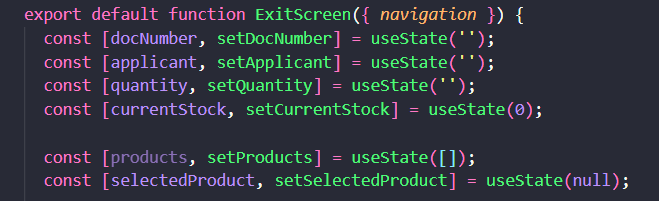 export default function ExitScreen({ navigation }) {
const [docNumber, setDocNumber] = useState('');
const [applicant, setApplicant] = useState('');
const [quantity, setQuantity] = useState('');
const [currentStock, setCurrentStock] = useState(0);
const [products, setProducts] = useState([]);
const [selectedProduct, setSelectedProduct] = useState(null);